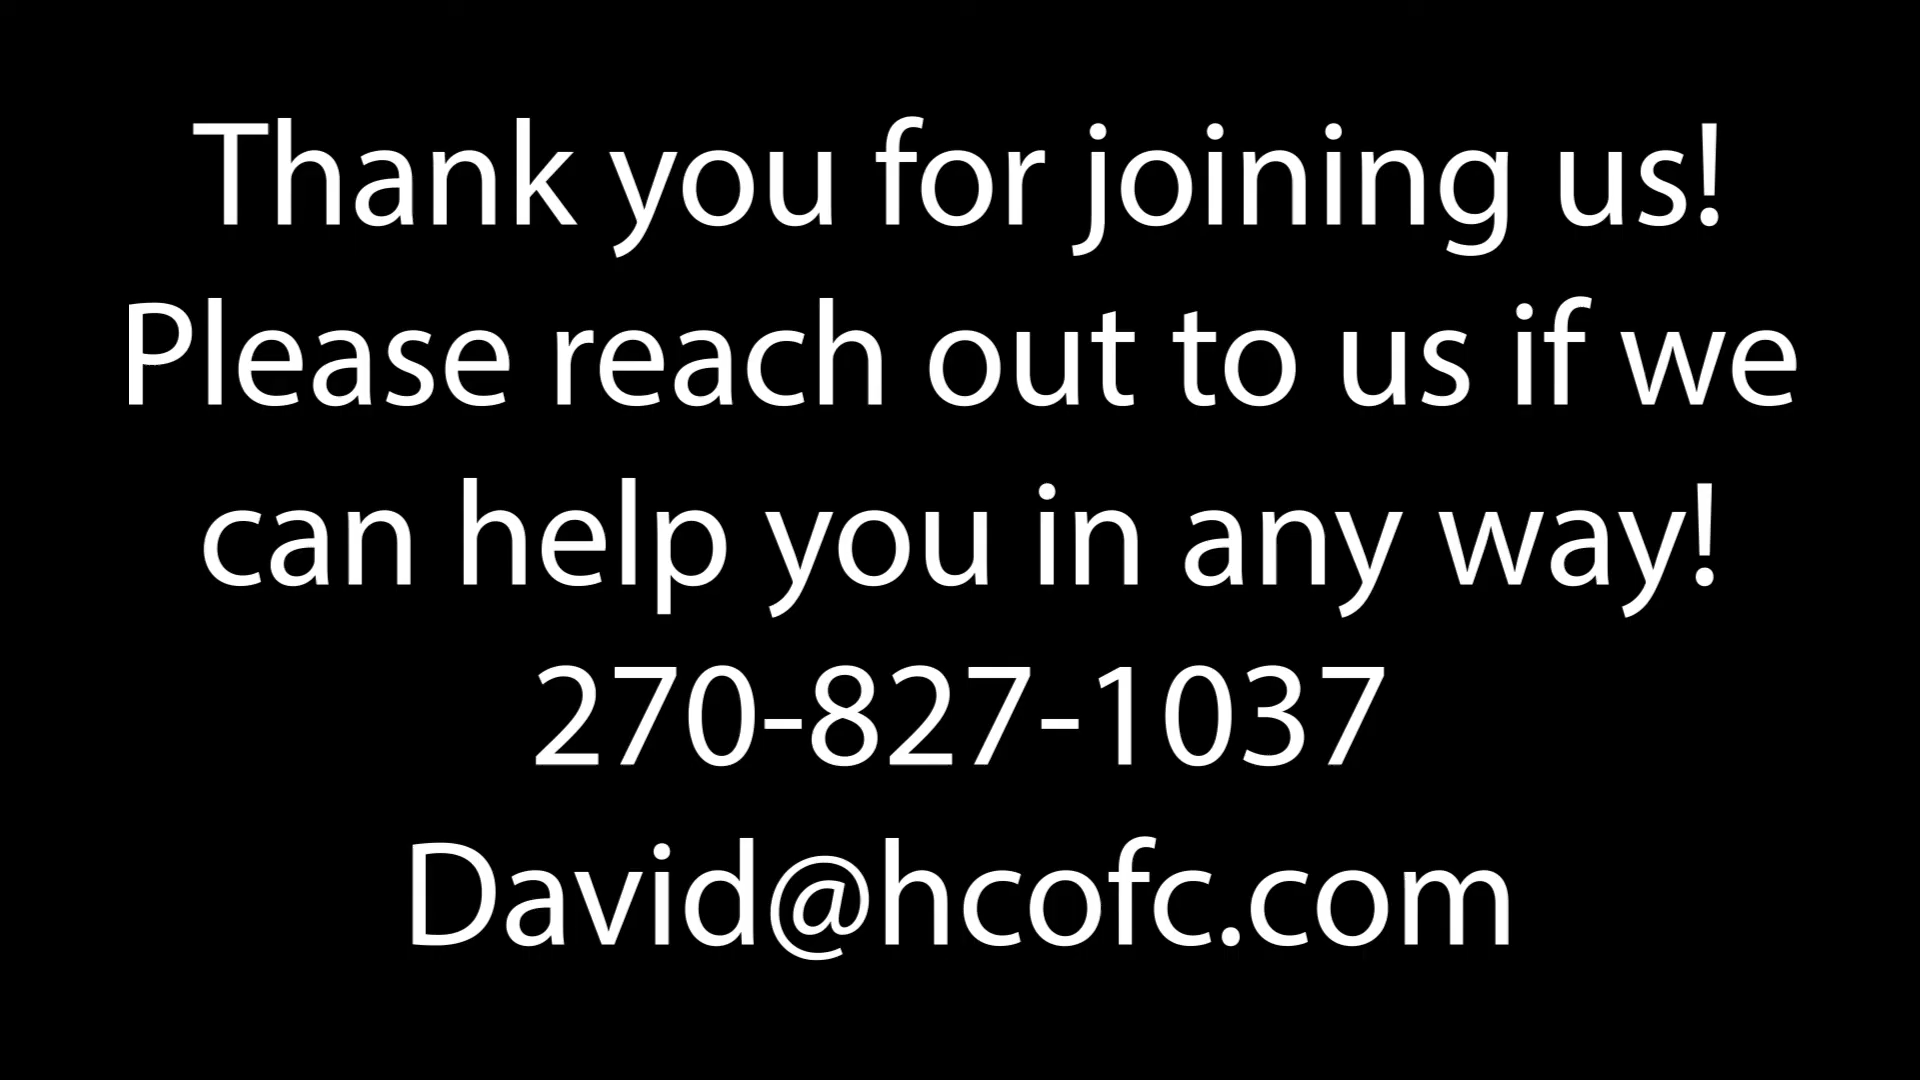 Thank you for joining us!
Please reach out to us if we
can help you in any way!
270-827-1037
David@hcofc.com